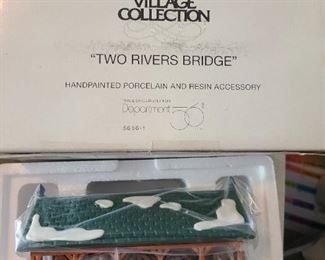 VILLAGE
COLLECTION
"TWO RIVERS BRIDGE"
HANDPAINTED PORCELAIN AND RESIN ACCESSORY
Department
56
5656-1